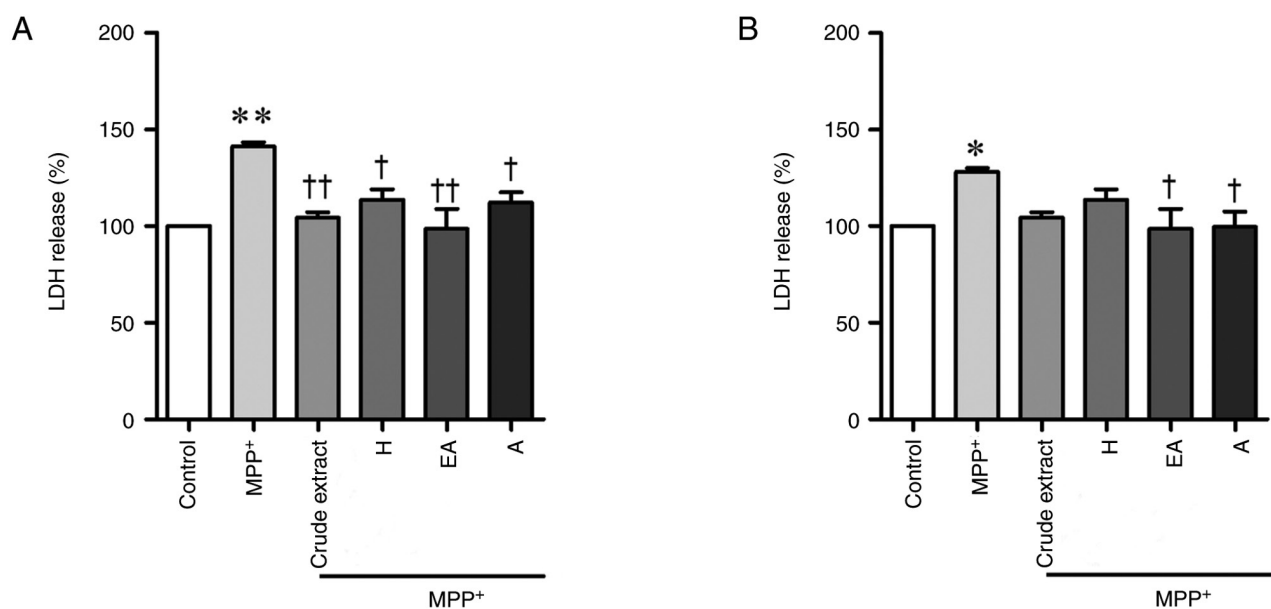 A
LDH release (%)
200
150
100
50
0
**
††
†
††
†
Control
MPP⁺
Crude extract
H
EA
A
MPP⁺
B
LDH release (%)
200
150
100
50
0
*
†
†
Control
MPP⁺
Crude extract
H
EA
A
MPP⁺